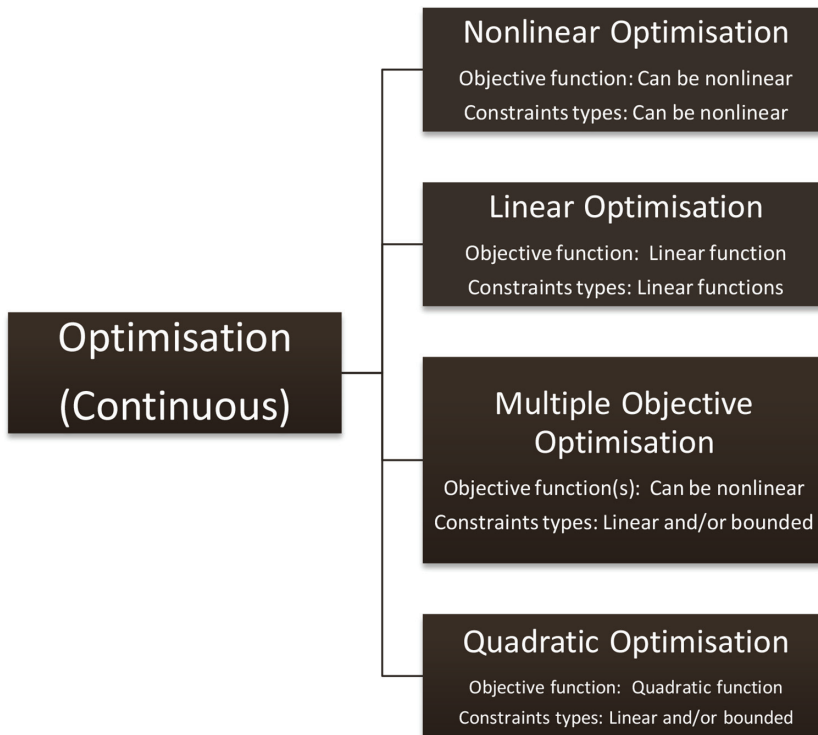 Nonlinear Optimisation
Objective function: Can be nonlinear
Constraints types: Can be nonlinear
Linear Optimisation
Objective function: Linear function
Constraints types: Linear functions
Optimisation
(Continuous)
Multiple Objective
Optimisation
Objective function(s): Can be nonlinear
Constraints types: Linear and/or bounded
Quadratic Optimisation
Objective function: Quadratic function
Constraints types: Linear and/or bounded